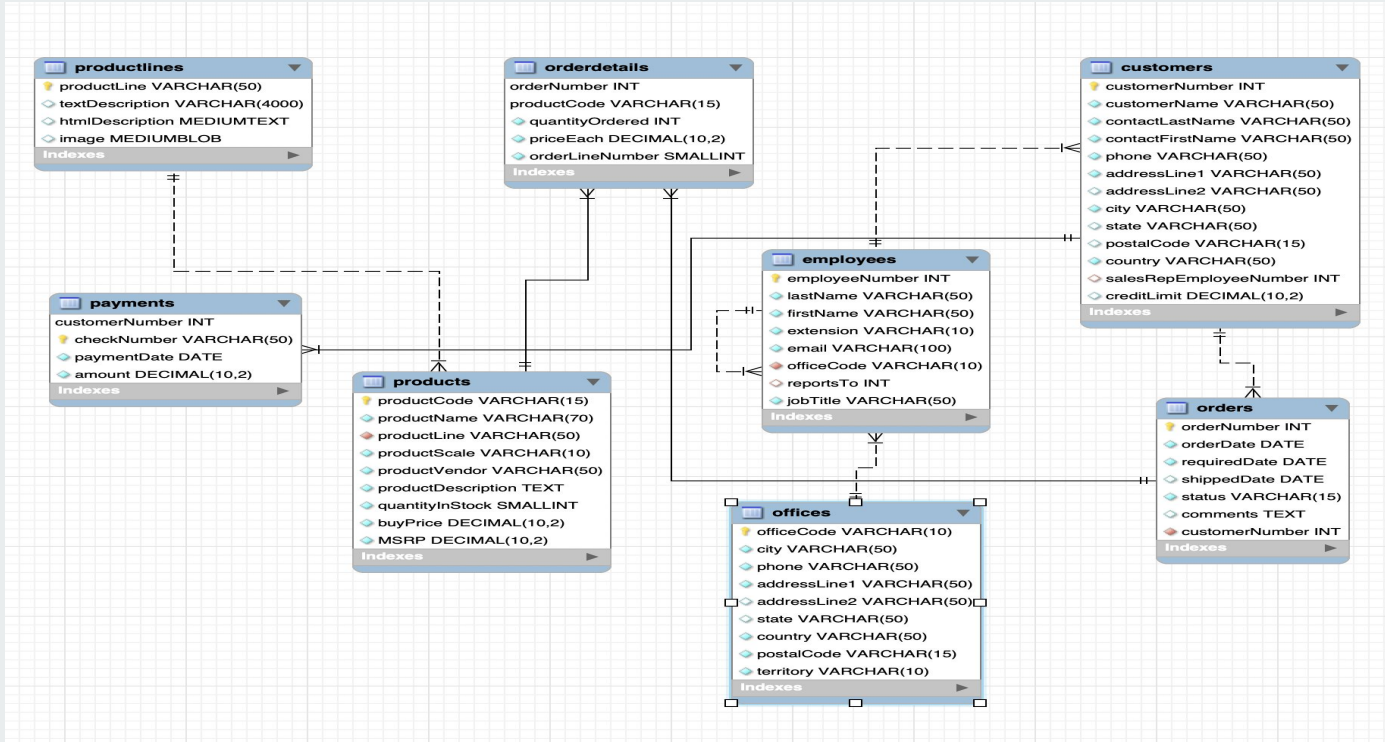 productlines
productLine VARCHAR(50)
textDescription VARCHAR(4000)
htmlDescription MEDIUMTEXT
image MEDIUMBLOB
Indexes
orderdetails
orderNumber INT
productCode VARCHAR(15)
quantityOrdered INT
priceEach DECIMAL(10,2)
orderLineNumber SMALLINT
Indexes
customers
customerNumber INT
customerName VARCHAR(50)
contactLastName VARCHAR(50)
contactFirstName VARCHAR(50)
phone VARCHAR(50)
addressLine1 VARCHAR(50)
addressLine2 VARCHAR(50)
city VARCHAR(50)
state VARCHAR(50)
postalCode VARCHAR(15)
country VARCHAR(50)
salesRepEmployeeNumber INT
creditLimit DECIMAL(10,2)
Indexes
employees
employeeNumber INT
lastName VARCHAR(50)
firstName VARCHAR(50)
extension VARCHAR(10)
email VARCHAR(100)
officeCode VARCHAR(10)
reportsTo INT
jobTitle VARCHAR(50)
Indexes
payments
customerNumber INT
checkNumber VARCHAR(50)
paymentDate DATE
amount DECIMAL(10,2)
Indexes
products
productCode VARCHAR(15)
productName VARCHAR(70)
productLine VARCHAR(50)
productScale VARCHAR(10)
productVendor VARCHAR(50)
productDescription TEXT
quantityInStock SMALLINT
buyPrice DECIMAL(10,2)
MSRP DECIMAL(10,2)
Indexes
orders
orderNumber INT
orderDate DATE
requiredDate DATE
shippedDate DATE
status VARCHAR(15)
comments TEXT
customerNumber INT
Indexes
offices
officeCode VARCHAR(10)
city VARCHAR(50)
phone VARCHAR(50)
addressLine1 VARCHAR(50)
addressLine2 VARCHAR(50)
state VARCHAR(50)
country VARCHAR(50)
postalCode VARCHAR(15)
territory VARCHAR(10)
Indexes